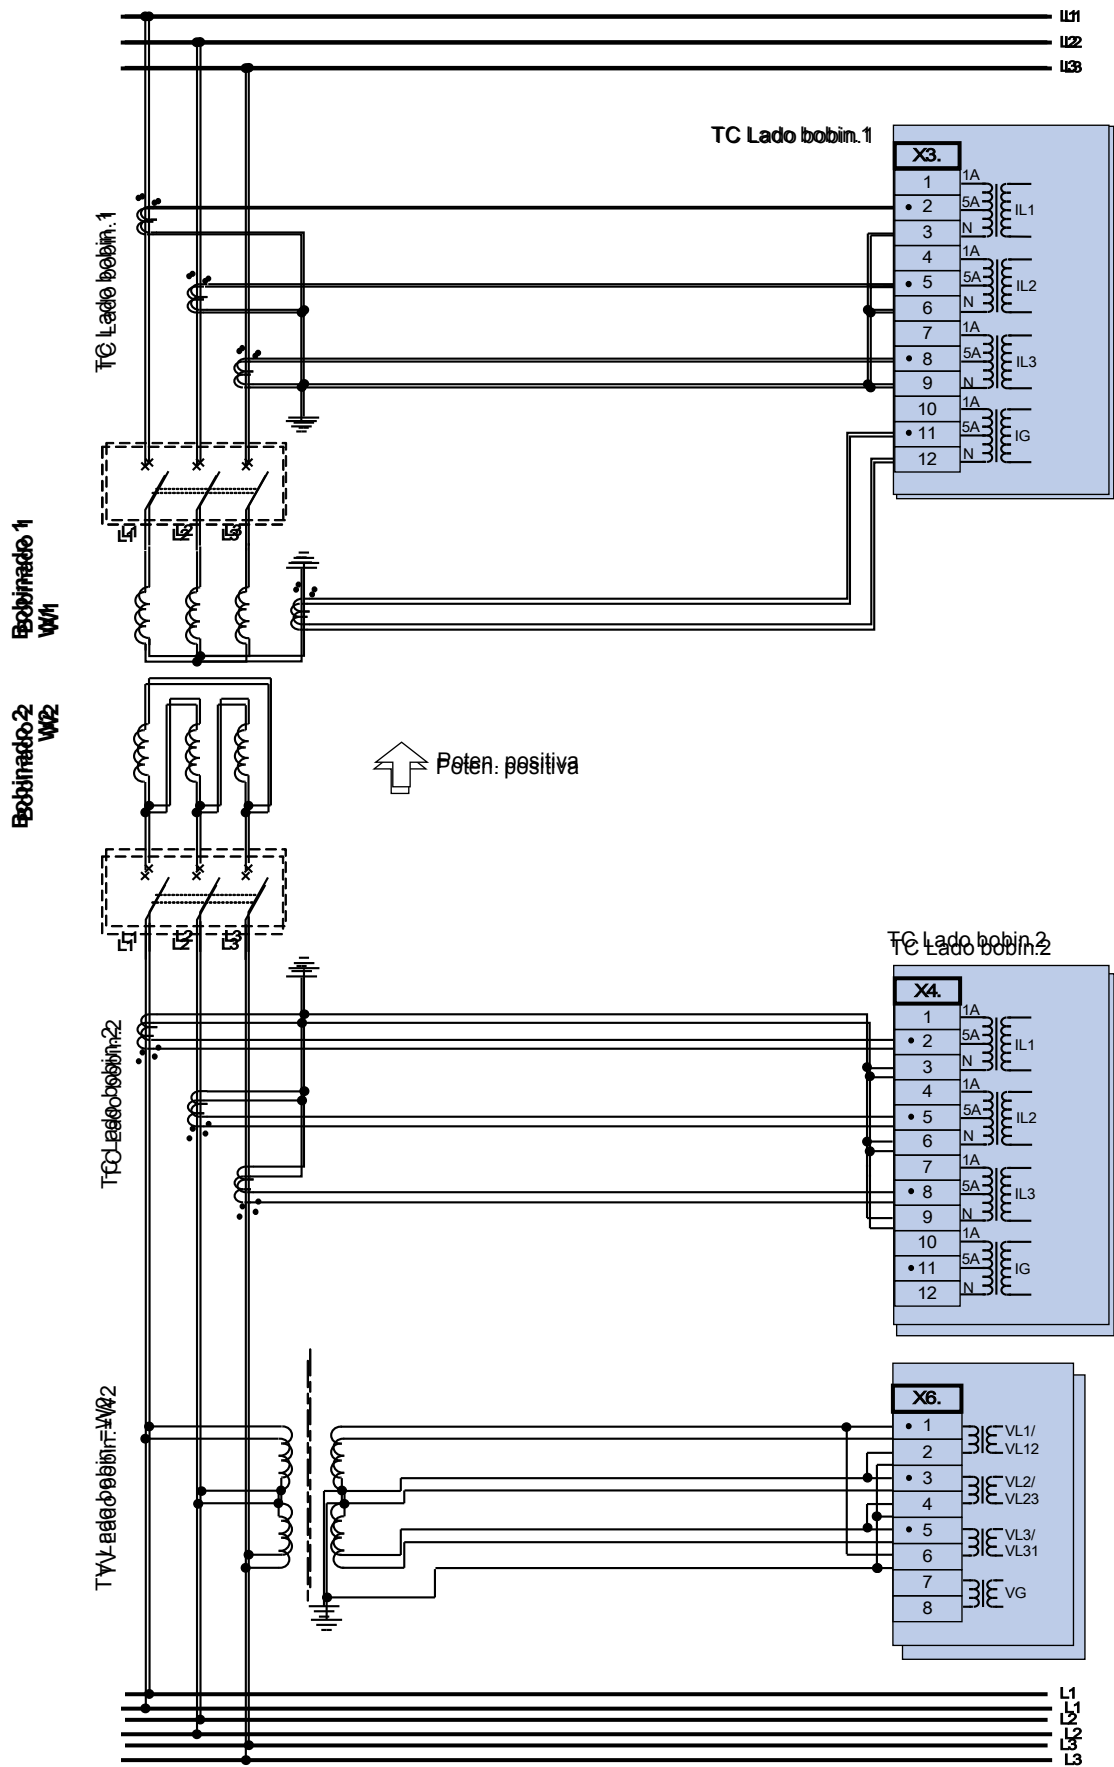 L1
L2
L3
TC Lado bobin.1
TC Lado bobin.1
X3.
1 1A
2 5A IL1
3 N
4 1A
5 5A IL2
6 N
7 1A
8 5A IL3
9 N
10 1A
11 5A IG
12 N
L1 L2 L3
Bobinado 1
W1
Bobinado 2
W2
Poten. positiva
L1 L2 L3
TC Lado bobin.2
TC Lado bobin.2
X4.
1 1A
2 5A IL1
3 N
4 1A
5 5A IL2
6 N
7 1A
8 5A IL3
9 N
10 1A
11 5A IG
12 N
X6.
1 VL1/
2 VL12
3 VL2/
4 VL23
5 VL3/
6 VL31
7 VG
8
L1
L1
L2
L2
L3
L3